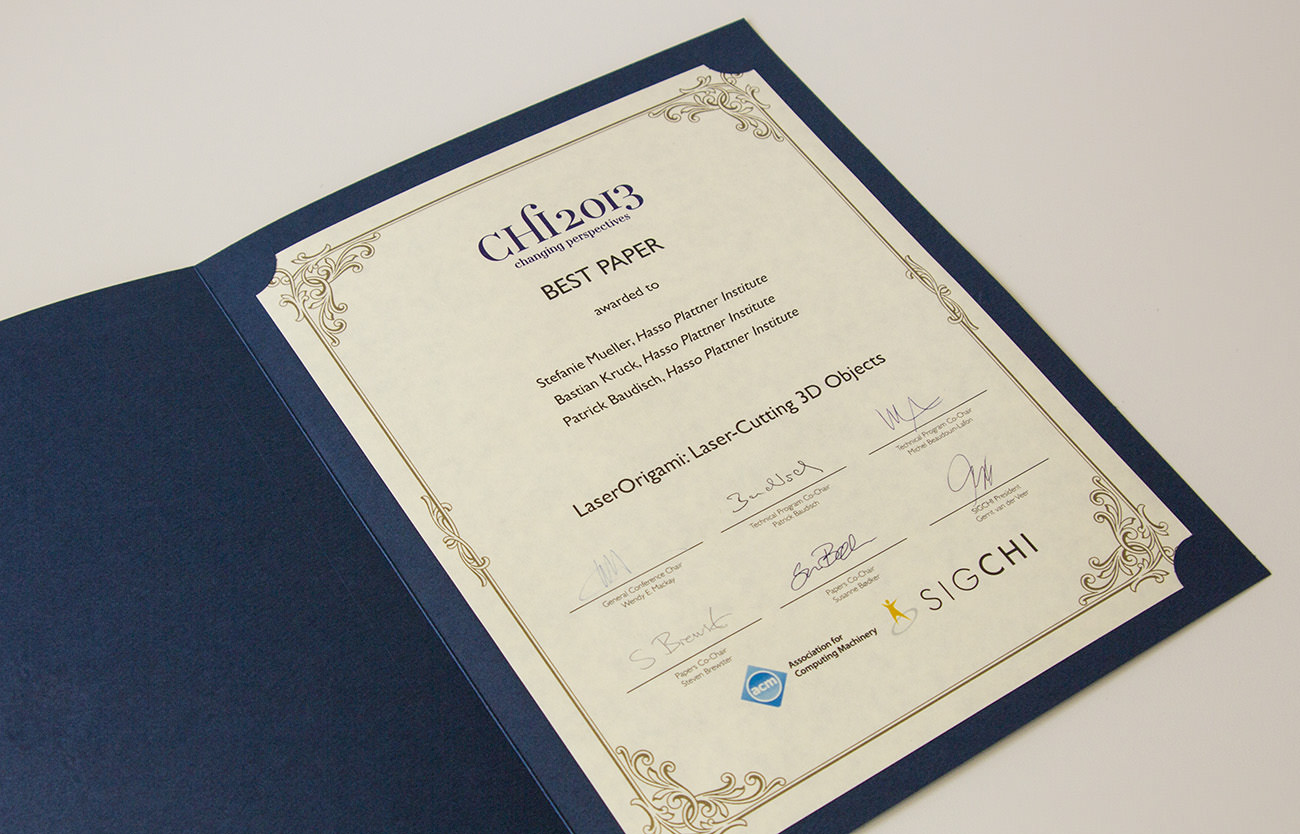 CHI2013
changing perspectives
BEST PAPER
awarded to
Stefanie Mueller, Hasso Plattner Institute
Bastian Kruck, Hasso Plattner Institute
Patrick Baudisch, Hasso Plattner Institute
LaserOrigami: Laser-Cutting 3D Objects
General Conference Chair
Wendy E. Mackay
Technical Program Co-Chair
Patrick Baudisch
Technical Program Co-Chair
Michel Beaudouin-Lafon
S Brewster
Papers Co-Chair
Steven Brewster
Papers Co-Chair
Susanne Bødker
SIGCHI President
Gerrit van der Veer
acm
Association for
Computing Machinery
SIGCHI